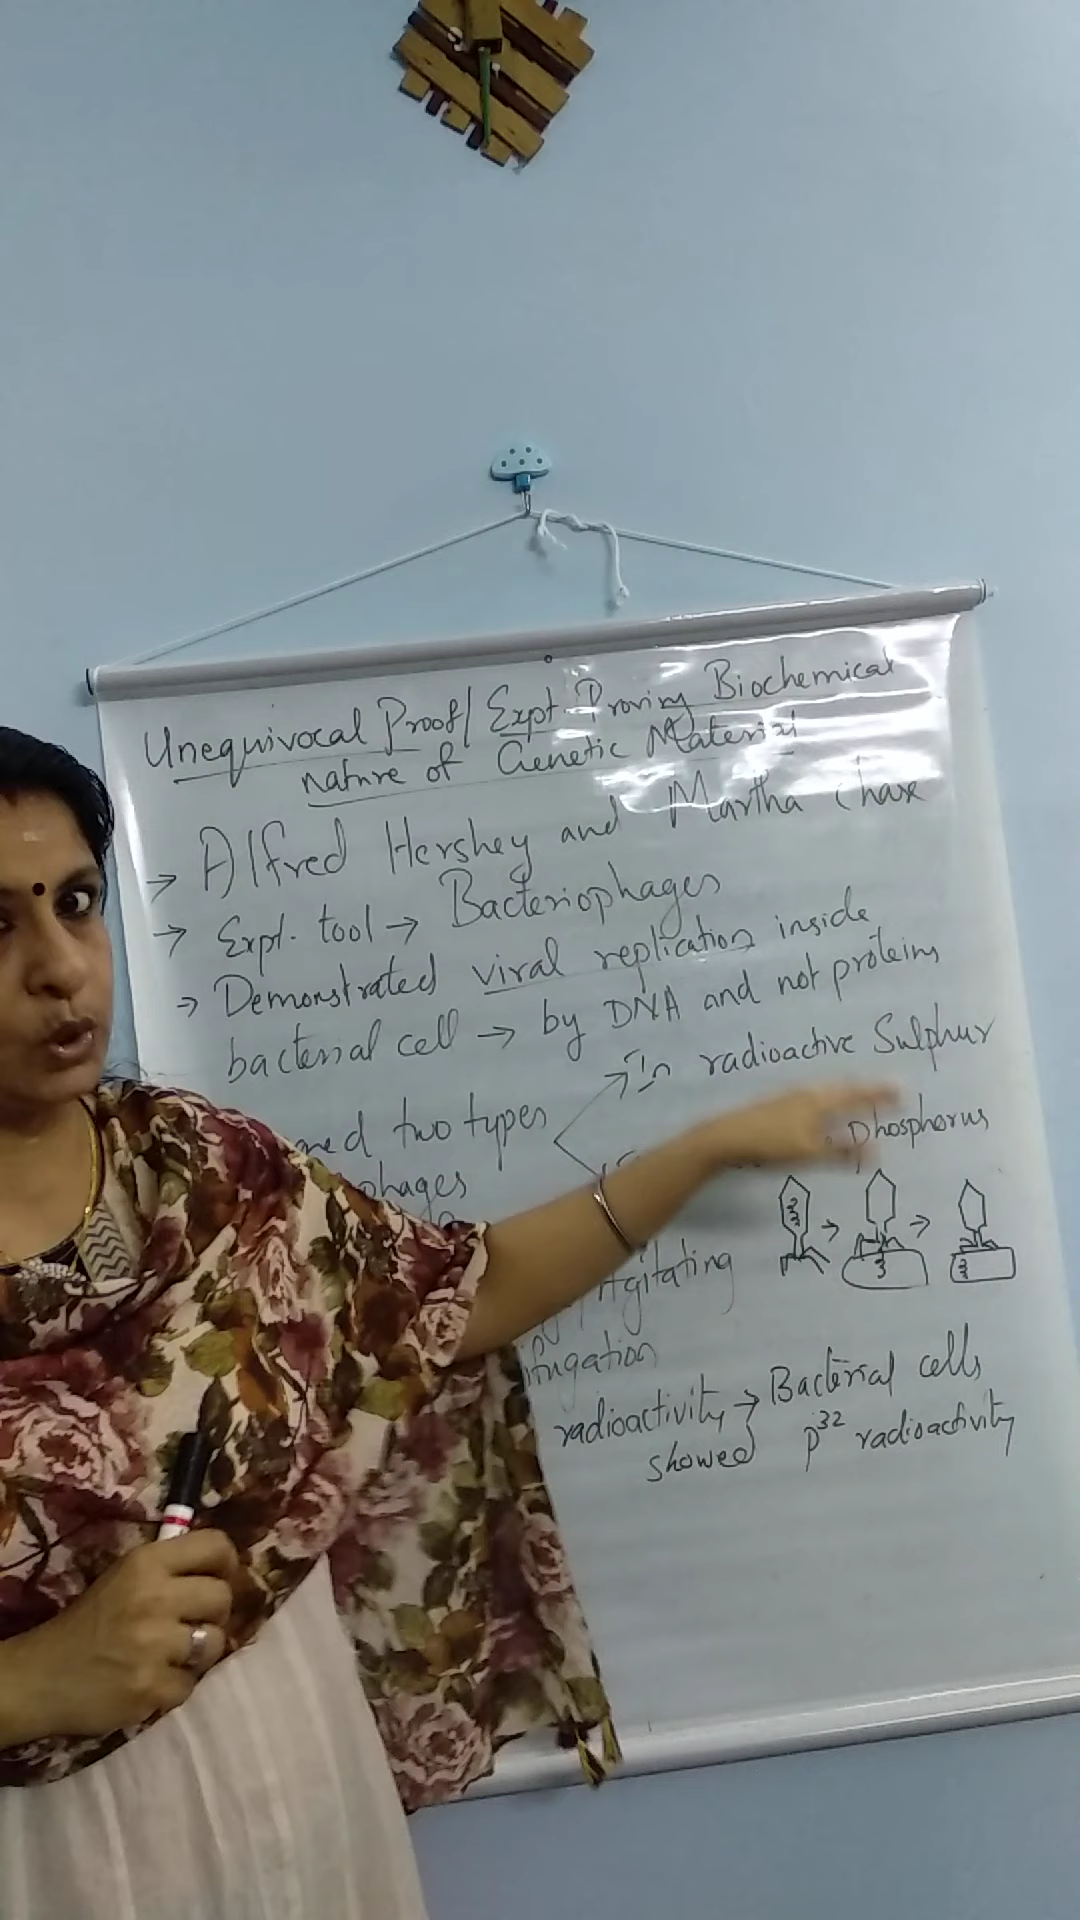 Unequivocal Proof/ Expt. Proving Biochemical
nature of Genetic Material
→ Alfred Hershey and Martha Chase
→ Expt. tool → Bacteriophages
→ Demonstrated viral replication inside
bacterial cell → by DNA and not proteins
two types → in radioactive Sulphur
phosphorus
phages
Agitating
radioactivity → Bacterial cells
showed P³² radioactivity